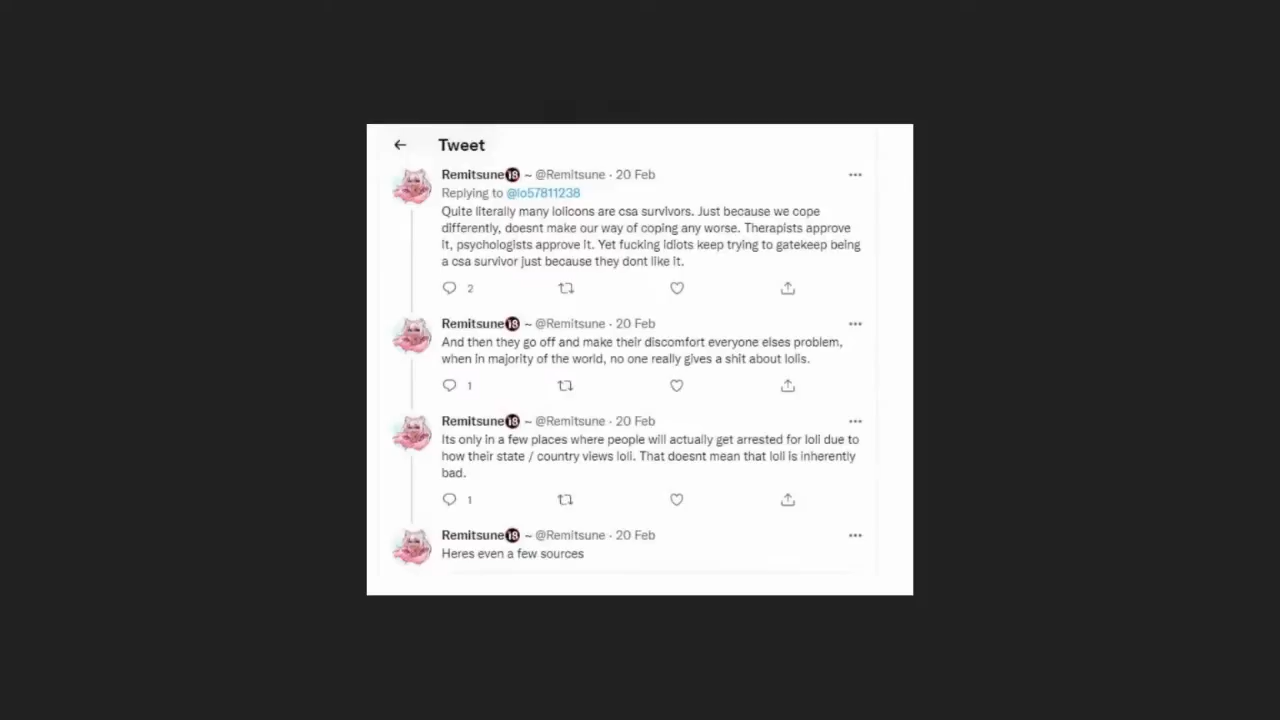 Tweet
Remitsune🔞 ~ @Remitsune · 20 Feb
Replying to @lo57811238
Quite literally many lolicons are csa survivors. Just because we cope
differently, doesnt make our way of coping any worse. Therapists approve
it, psychologists approve it. Yet fucking idiots keep trying to gatekeep being
a csa survivor just because they dont like it.
2
Remitsune🔞 ~ @Remitsune · 20 Feb
And then they go off and make their discomfort everyone elses problem,
when in majority of the world, no one really gives a shit about lolis.
1
Remitsune🔞 ~ @Remitsune · 20 Feb
Its only in a few places where people will actually get arrested for loli due to
how their state / country views loli. That doesnt mean that loli is inherently
bad.
1
Remitsune🔞 ~ @Remitsune · 20 Feb
Heres even a few sources